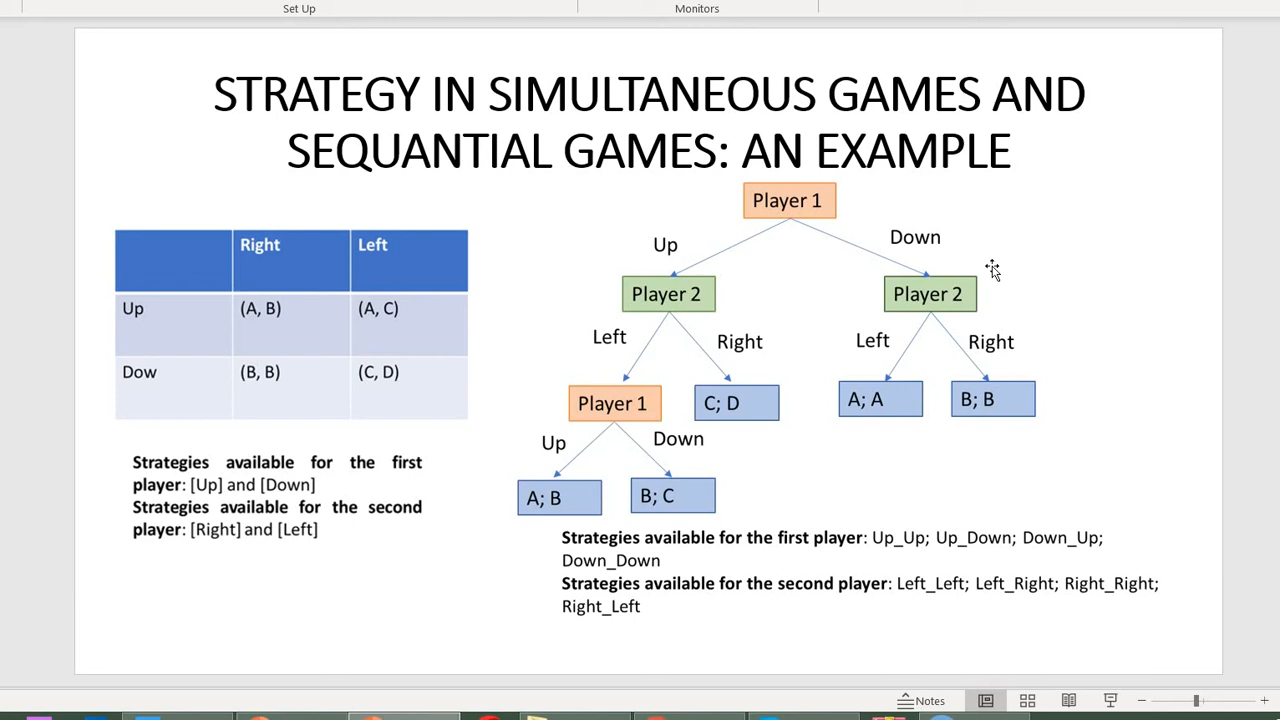 Set Up
Monitors
STRATEGY IN SIMULTANEOUS GAMES AND
SEQUANTIAL GAMES: AN EXAMPLE
Right Left
Up (A, B) (A, C)
Dow (B, B) (C, D)
Strategies available for the first
player: [Up] and [Down]
Strategies available for the second
player: [Right] and [Left]
Player 1
Up Down
Player 2 Player 2
Left Right Left Right
Player 1 C; D A; A B; B
Up Down
A; B B; C
Strategies available for the first player: Up_Up; Up_Down; Down_Up;
Down_Down
Strategies available for the second player: Left_Left; Left_Right; Right_Right;
Right_Left
Notes